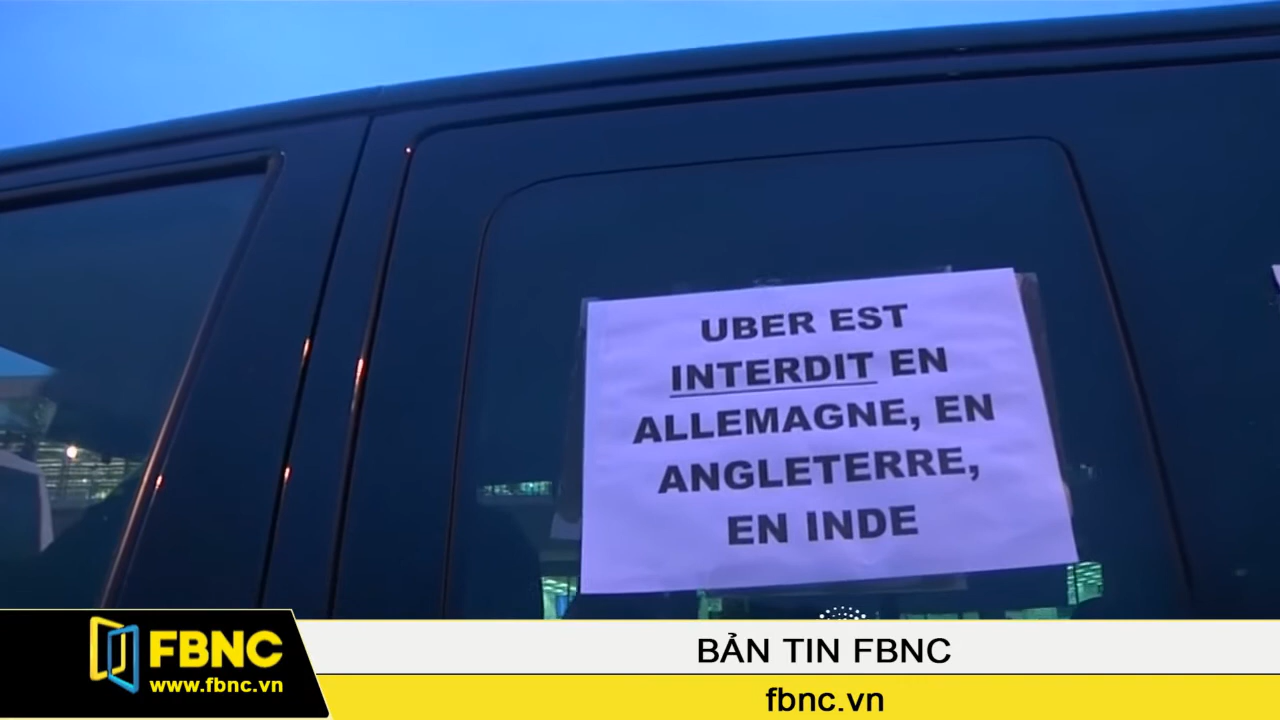 UBER EST
INTERDIT EN
ALLEMAGNE, EN
ANGLETERRE,
EN INDE
FBNC
www.fbnc.vn
BẢN TIN FBNC
fbnc.vn